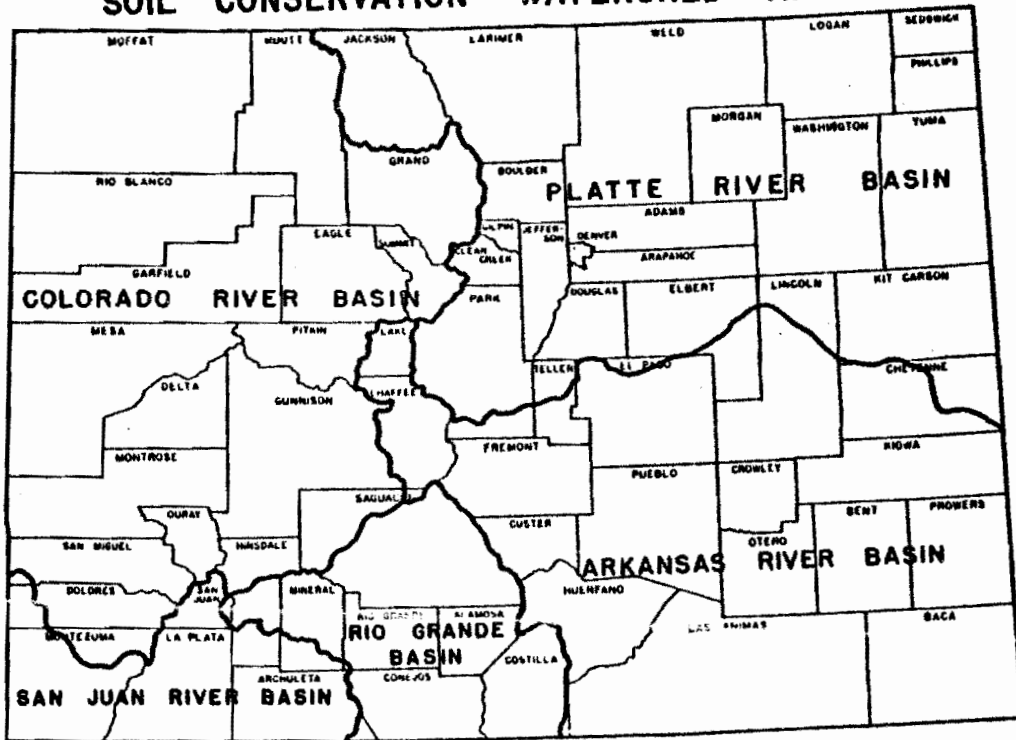 SOIL CONSERVATION WATERSHED
MOFFAT
ROUTT
JACKSON
LARIMER
WELD
LOGAN
SEDGWICK
PHILLIPS
MORGAN
WASHINGTON
YUMA
GRAND
BOULDER
RIO BLANCO
PLATTE RIVER BASIN
ADAMS
EAGLE
SUMMIT
GILPIN
JEFFER-
SON
DENVER
CLEAR
CREEK
ARAPAHOE
GARFIELD
DOUGLAS
ELBERT
LINCOLN
KIT CARSON
COLORADO RIVER BASIN
PARK
MESA
PITKIN
LAKE
TELLER
EL PASO
CHEYENNE
DELTA
GUNNISON
CHAFFEE
FREMONT
KIOWA
MONTROSE
PUEBLO
CROWLEY
SAGUACHE
OURAY
CUSTER
BENT
PROWERS
SAN MIGUEL
HINSDALE
OTERO
ARKANSAS RIVER BASIN
DOLORES
SAN
JUAN
MINERAL
HUERFANO
RIO GRANDE
ALAMOSA
LAS ANIMAS
BACA
MONTEZUMA
LA PLATA
RIO GRANDE
BASIN
COSTILLA
ARCHULETA
CONEJOS
SAN JUAN RIVER BASIN